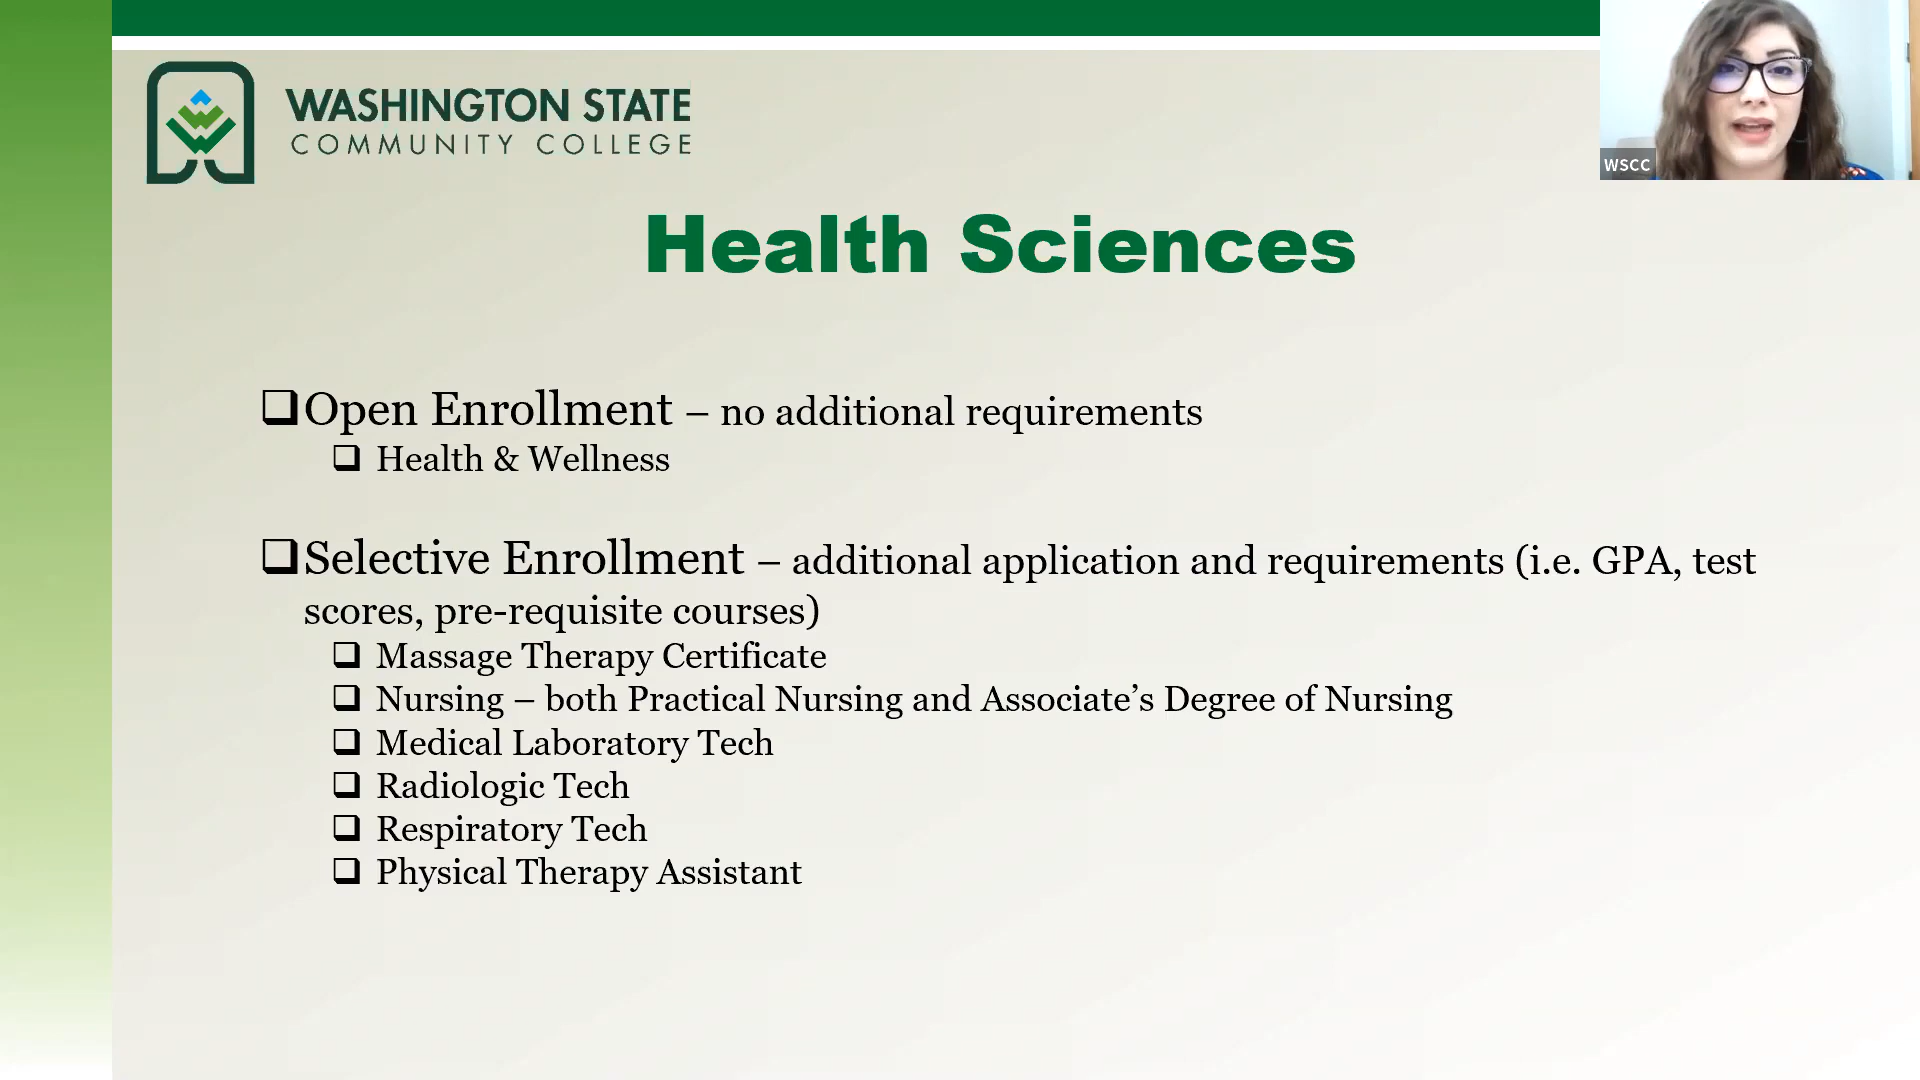 WASHINGTON STATE
COMMUNITY COLLEGE
WSCC
Health Sciences
Open Enrollment – no additional requirements
Health & Wellness
Selective Enrollment – additional application and requirements (i.e. GPA, test
scores, pre-requisite courses)
Massage Therapy Certificate
Nursing – both Practical Nursing and Associate’s Degree of Nursing
Medical Laboratory Tech
Radiologic Tech
Respiratory Tech
Physical Therapy Assistant